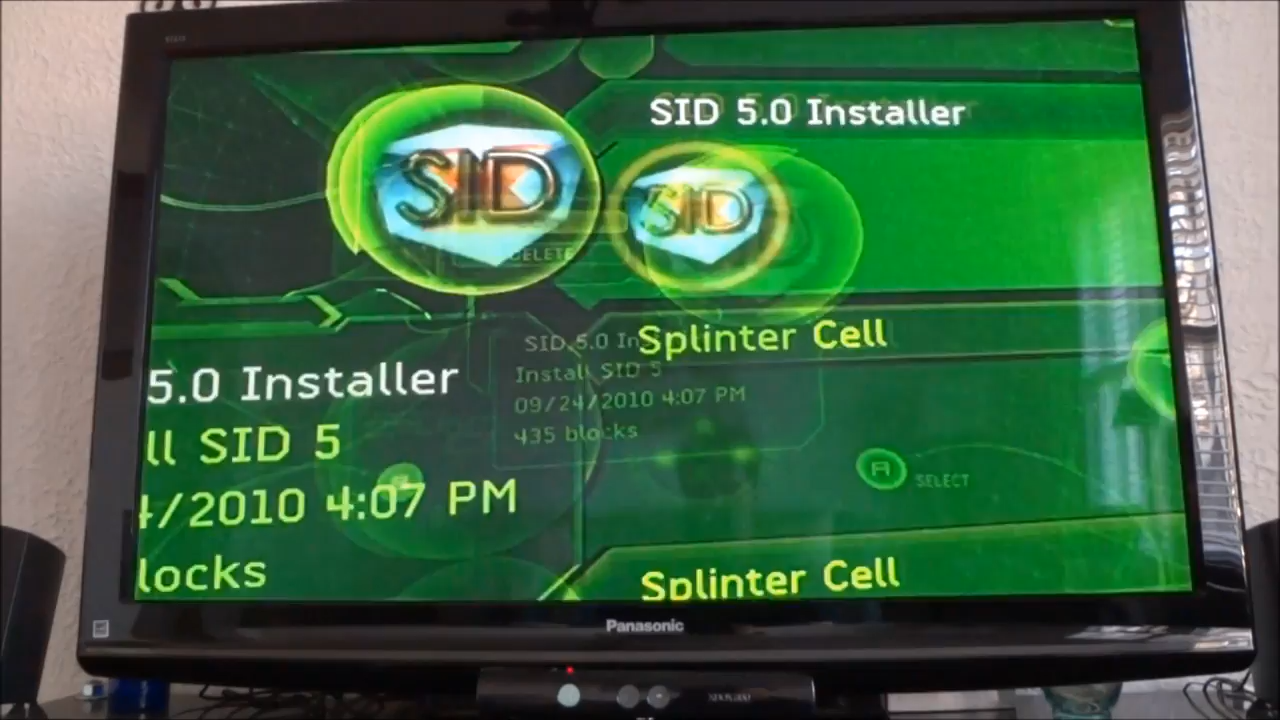 SID 5.0 Installer
SID
SID
DELETE
Splinter Cell
SID 5.0 In
Install SID 5
09/24/2010 4:07 PM
435 blocks
5.0 Installer
ll SID 5
4/2010 4:07 PM
locks
A SELECT
Splinter Cell
Panasonic